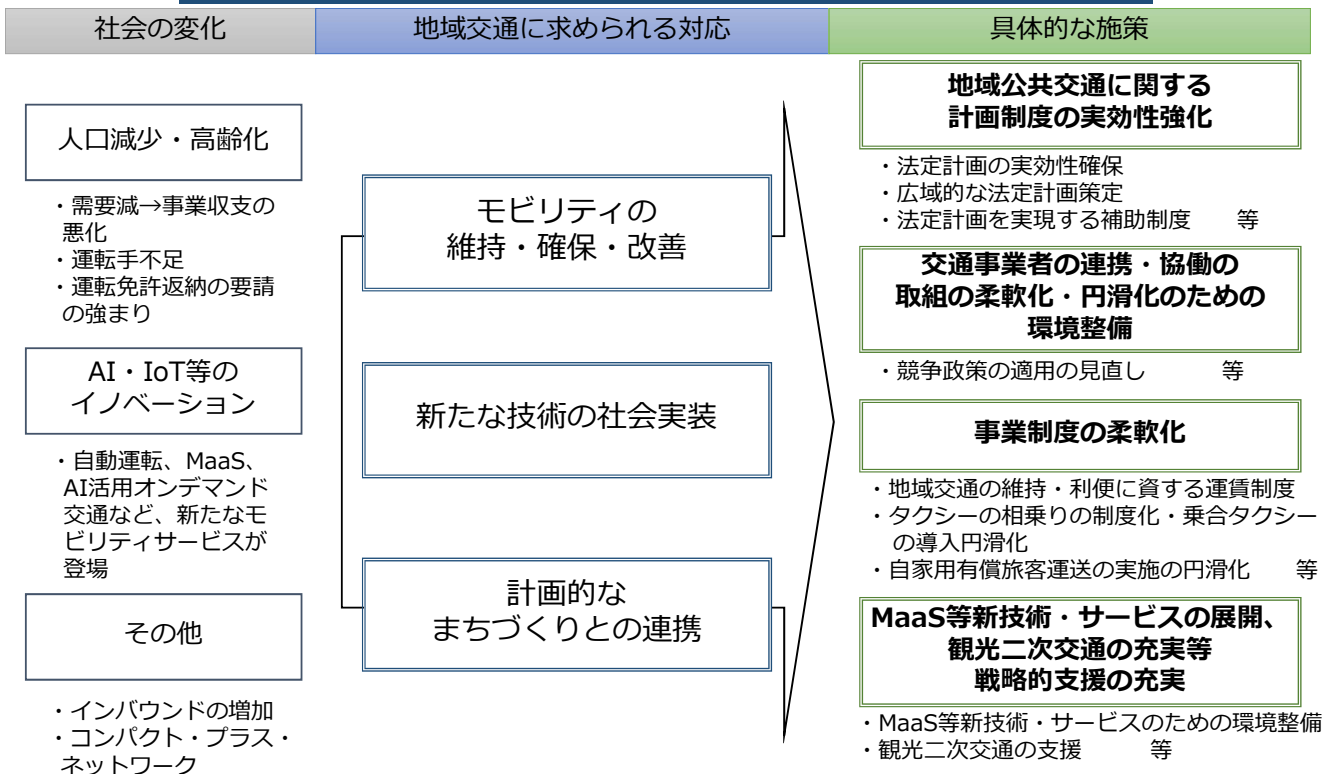 社会の変化
地域交通に求められる対応
具体的な施策
人口減少・高齢化
・需要減→事業収支の
悪化
・運転手不足
・運転免許返納の要請
の強まり
AI・IoT等の
イノベーション
・自動運転、MaaS、
AI活用オンデマンド
交通など、新たなモ
ビリティサービスが
登場
その他
・インバウンドの増加
・コンパクト・プラス・
ネットワーク
モビリティの
維持・確保・改善
新たな技術の社会実装
計画的な
まちづくりとの連携
地域公共交通に関する
計画制度の実効性強化
・法定計画の実効性確保
・広域的な法定計画策定
・法定計画を実現する補助制度　　等
交通事業者の連携・協働の
取組の柔軟化・円滑化のための
環境整備
・競争政策の適用の見直し　　　　等
事業制度の柔軟化
・地域交通の維持・利便に資する運賃制度
・タクシーの相乗りの制度化・乗合タクシー
の導入円滑化
・自家用有償旅客運送の実施の円滑化　　等
MaaS等新技術・サービスの展開、
観光二次交通の充実等
戦略的支援の充実
・MaaS等新技術・サービスのための環境整備
・観光二次交通の支援　　　　等